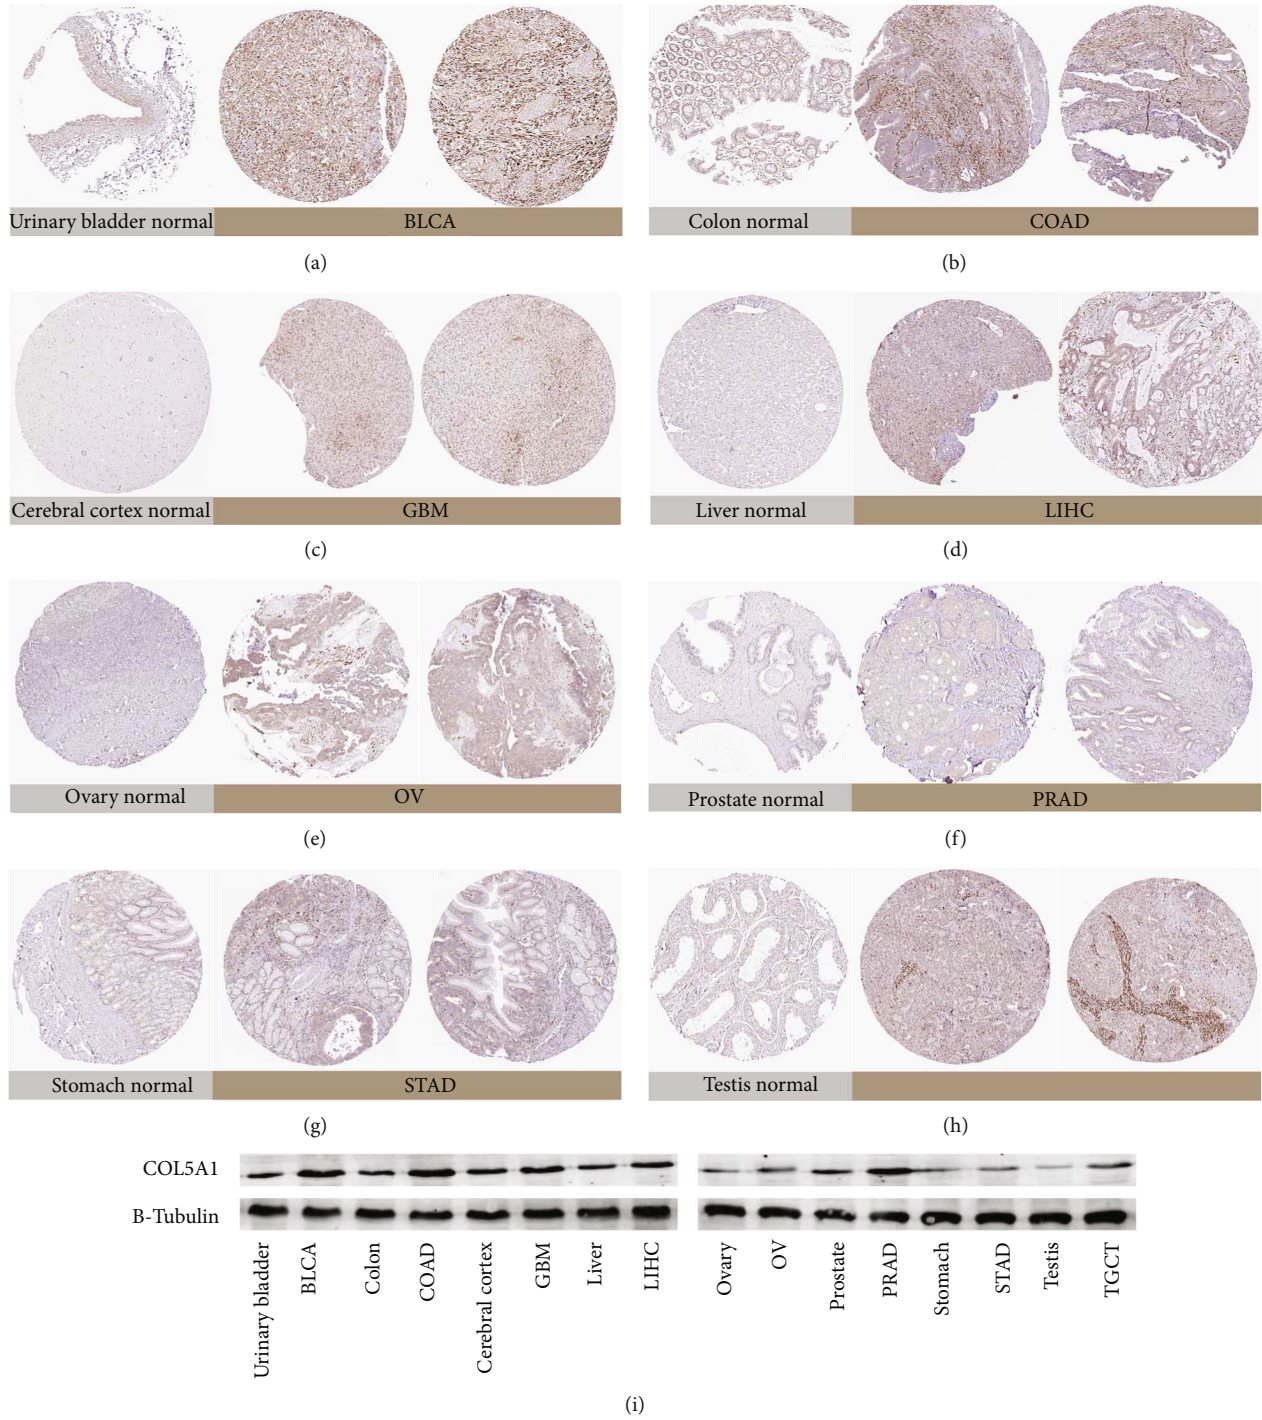 Urinary bladder normal BLCA
Colon normal COAD
(a)
(b)
Cerebral cortex normal GBM
Liver normal LIHC
(c)
(d)
Ovary normal OV
Prostate normal PRAD
(e)
(f)
Stomach normal STAD
Testis normal
(g)
(h)
COL5A1
B-Tubulin
Urinary bladder
BLCA
Colon
COAD
Cerebral cortex
GBM
Liver
LIHC
Ovary
OV
Prostate
PRAD
Stomach
STAD
Testis
TGCT
(i)